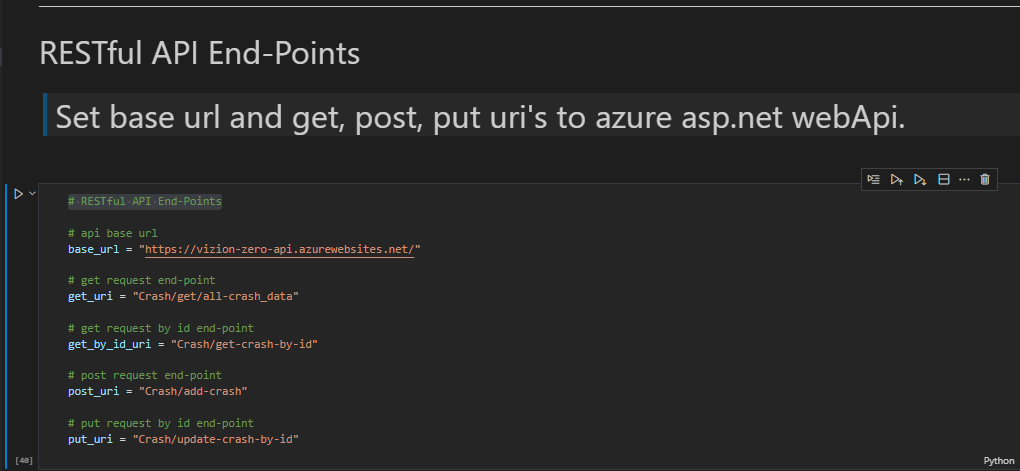 RESTful API End-Points
Set base url and get, post, put uri's to azure asp.net webApi.
# RESTful API End-Points
# api base url
base_url = "https://vizion-zero-api.azurewebsites.net/"
# get request end-point
get_uri = "Crash/get/all-crash_data"
# get request by id end-point
get_by_id_uri = "Crash/get-crash-by-id"
# post request end-point
post_uri = "Crash/add-crash"
# put request by id end-point
put_uri = "Crash/update-crash-by-id"
[40]
Python